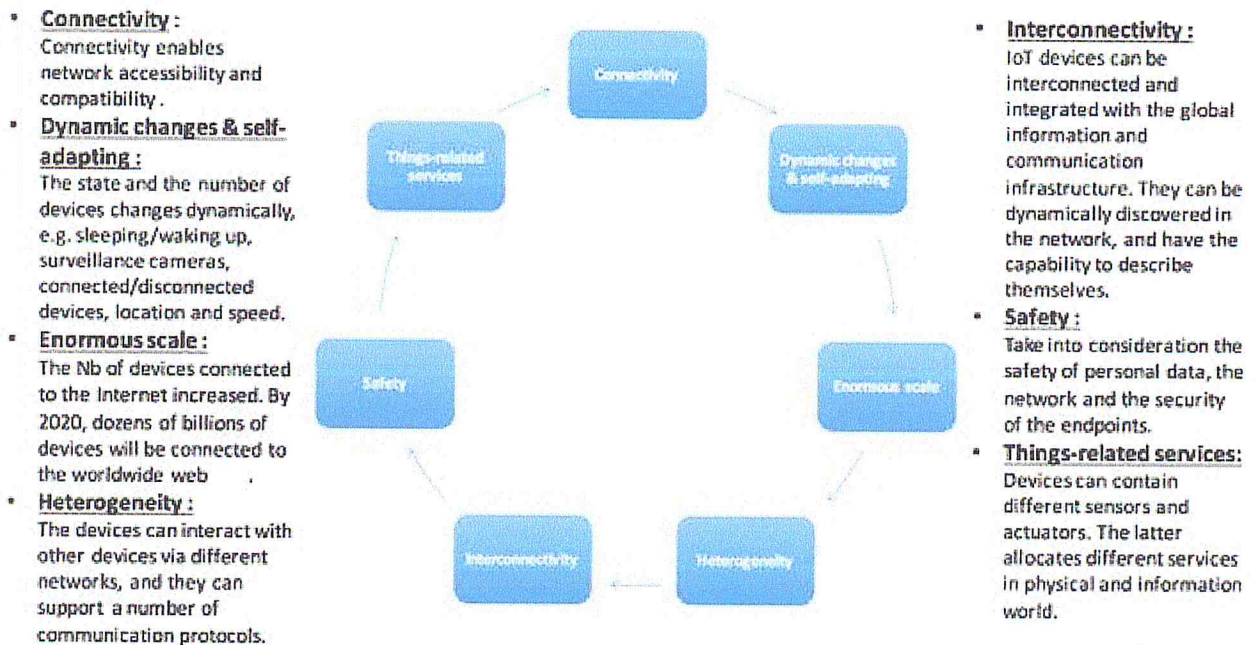 Connectivity :
Connectivity enables
network accessibility and
compatibility .
Dynamic changes & self-
adapting :
The state and the number of
devices changes dynamically,
e.g. sleeping/waking up,
surveillance cameras,
connected/disconnected
devices, location and speed.
Enormous scale :
The Nb of devices connected
to the Internet increased. By
2020, dozens of billions of
devices will be connected to
the worldwide web .
Heterogeneity :
The devices can interact with
other devices via different
networks, and they can
support a number of
communication protocols.
Connectivity
Dynamic changes
& self-adapting
Enormous scale
Heterogeneity
Interconnectivity
Safety
Things-related
services
Interconnectivity :
IoT devices can be
interconnected and
integrated with the global
information and
communication
infrastructure. They can be
dynamically discovered in
the network, and have the
capability to describe
themselves.
Safety :
Take into consideration the
safety of personal data, the
network and the security
of the endpoints.
Things-related services:
Devices can contain
different sensors and
actuators. The latter
allocates different services
in physical and information
world.